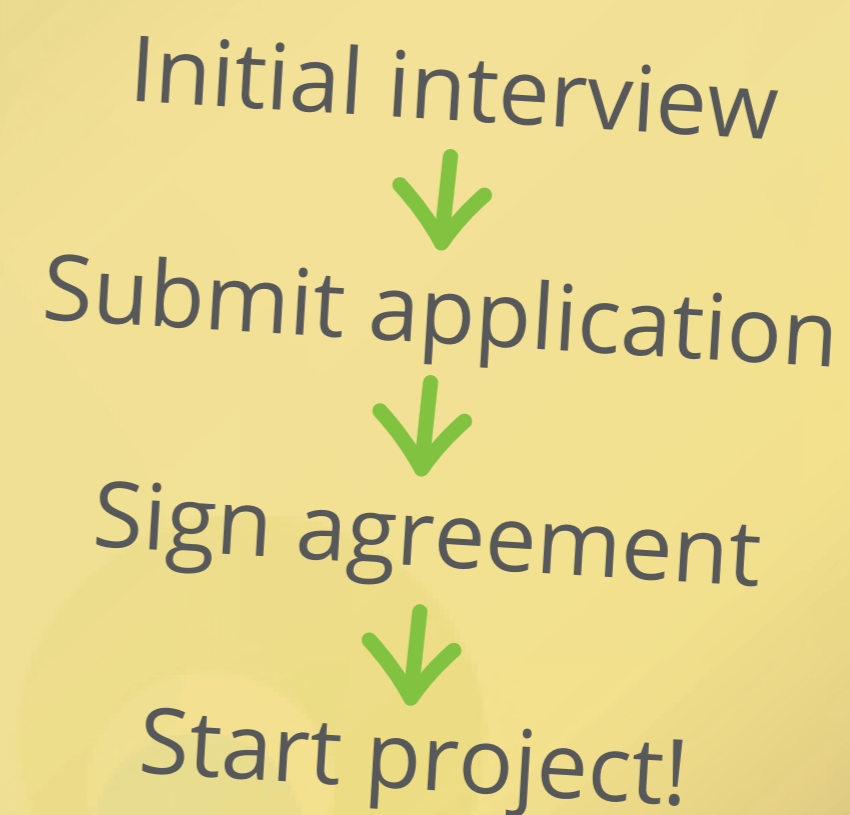 Initial interview
Submit application
Sign agreement
Start project!